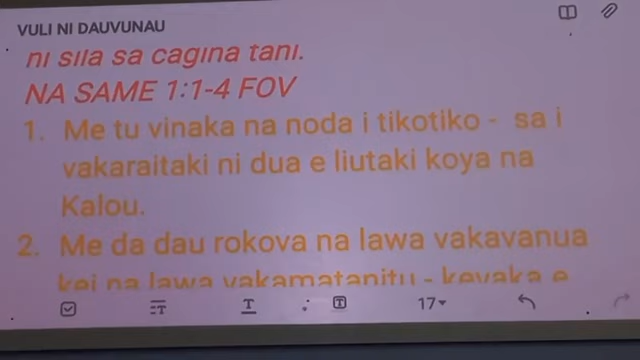 VULI NI DAUVUNAU
ni sila sa cagina tani.
NA SAME 1:1-4 FOV
1. Me tu vinaka na noda i tikotiko - sa i
vakaraitaki ni dua e liutaki koya na
Kalou.
2. Me da dau rokova na lawa vakavanua
kei na lawa vakamatanitu - kevaka e
17